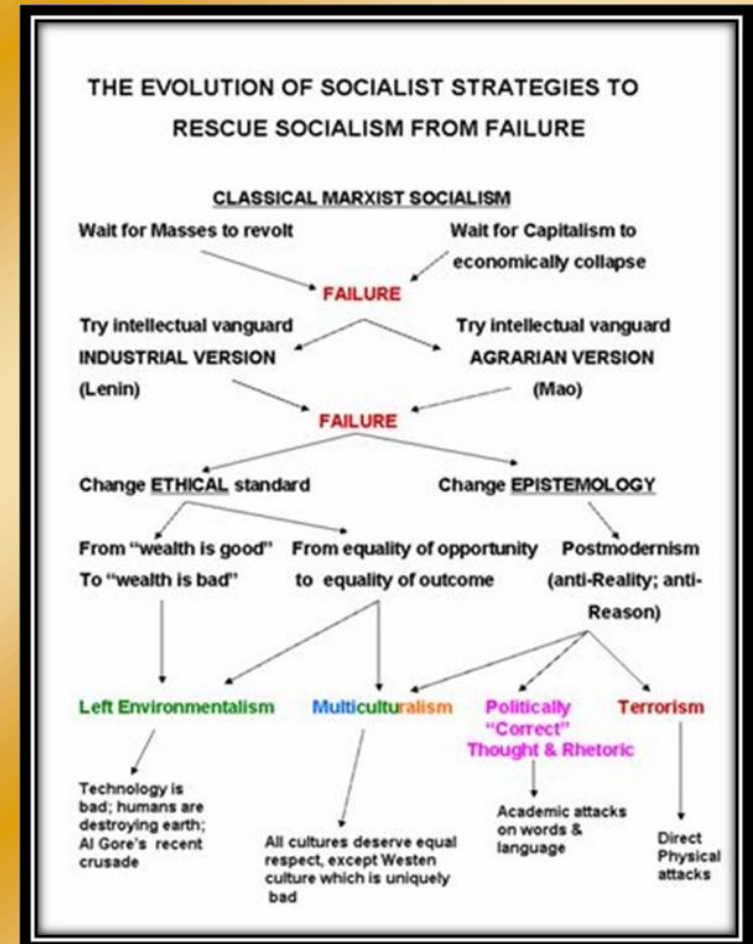 THE EVOLUTION OF SOCIALIST STRATEGIES TO
RESCUE SOCIALISM FROM FAILURE
CLASSICAL MARXIST SOCIALISM
Wait for Masses to revolt
Wait for Capitalism to
economically collapse
FAILURE
Try intellectual vanguard
INDUSTRIAL VERSION
(Lenin)
Try intellectual vanguard
AGRARIAN VERSION
(Mao)
FAILURE
Change ETHICAL standard
Change EPISTEMOLOGY
From “wealth is good”
To “wealth is bad”
From equality of opportunity
to equality of outcome
Postmodernism
(anti-Reality; anti-
Reason)
Left Environmentalism
Multiculturalism
Politically
“Correct”
Thought & Rhetoric
Terrorism
Technology is
bad; humans are
destroying earth;
Al Gore's recent
crusade
All cultures deserve equal
respect, except Westen
culture which is uniquely
bad
Academic attacks
on words &
language
Direct
Physical
attacks